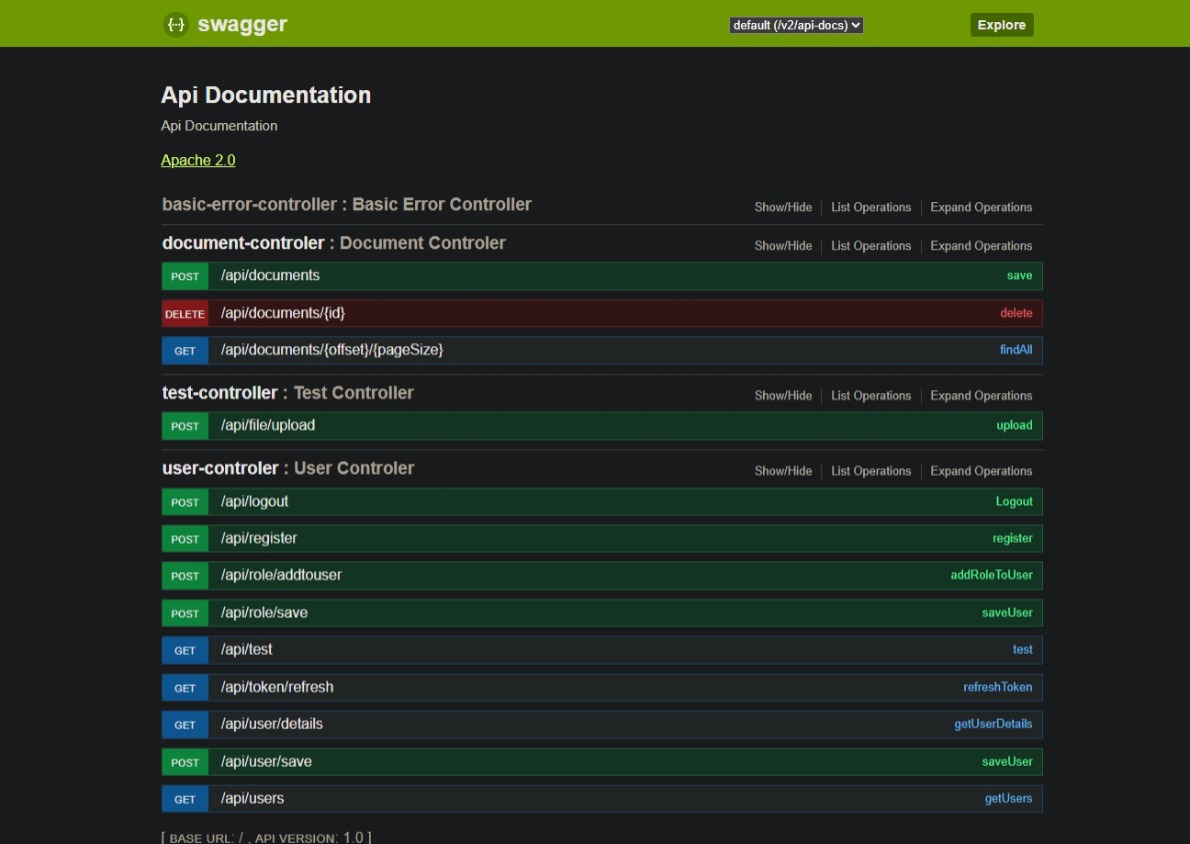 {···} swagger default (/v2/api-docs) Explore
Api Documentation
Api Documentation
Apache 2.0
basic-error-controller : Basic Error Controller Show/Hide List Operations Expand Operations
document-controler : Document Controler Show/Hide List Operations Expand Operations
POST /api/documents save
DELETE /api/documents/{id} delete
GET /api/documents/{offset}/{pageSize} findAll
test-controller : Test Controller Show/Hide List Operations Expand Operations
POST /api/file/upload upload
user-controler : User Controler Show/Hide List Operations Expand Operations
POST /api/logout Logout
POST /api/register register
POST /api/role/addtouser addRoleToUser
POST /api/role/save saveUser
GET /api/test test
GET /api/token/refresh refreshToken
GET /api/user/details getUserDetails
POST /api/user/save saveUser
GET /api/users getUsers
[ BASE URL: / , API VERSION: 1.0 ]